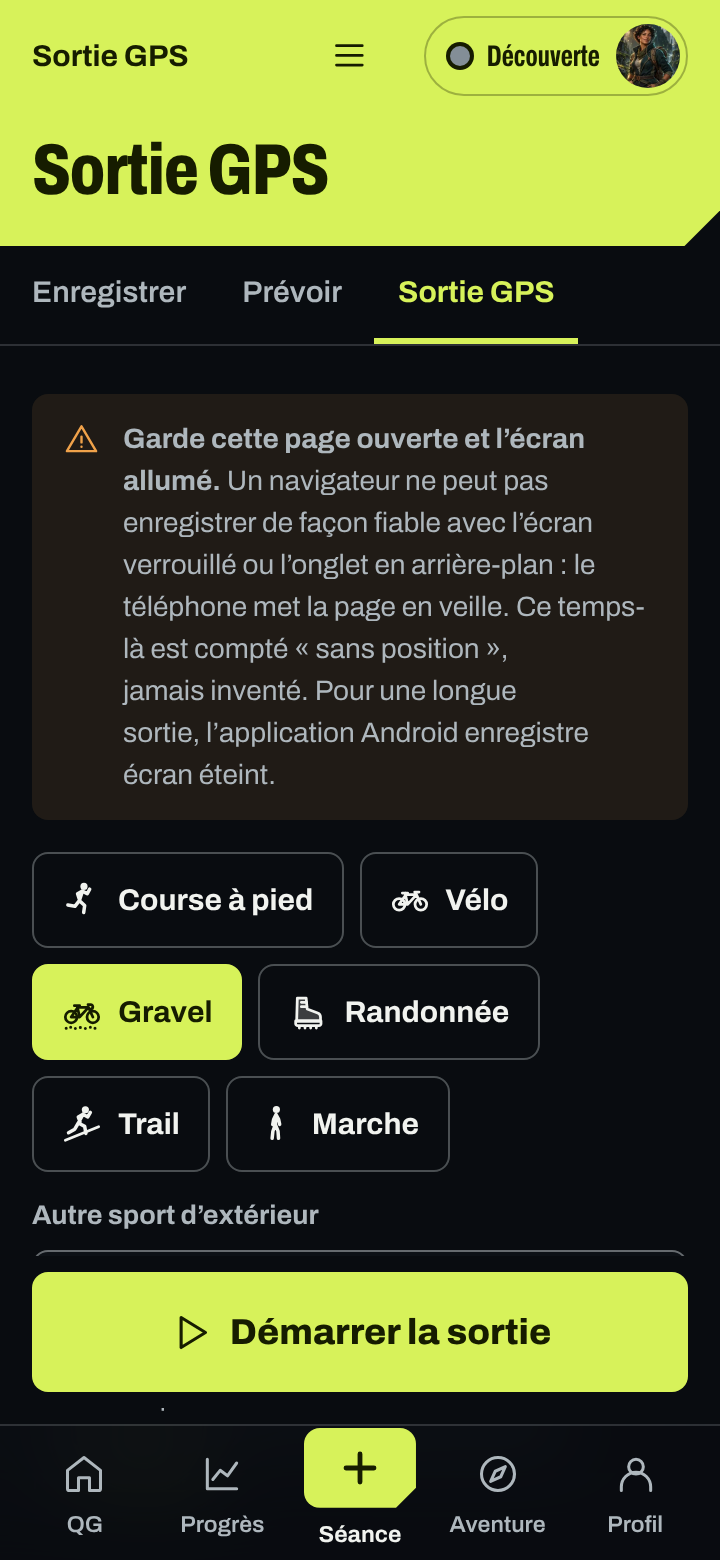 Sortie GPS
Découverte
Sortie GPS
Enregistrer
Prévoir
Sortie GPS
Garde cette page ouverte et l’écran
allumé. Un navigateur ne peut pas
enregistrer de façon fiable avec l’écran
verrouillé ou l’onglet en arrière-plan : le
téléphone met la page en veille. Ce temps-
là est compté « sans position »,
jamais inventé. Pour une longue
sortie, l’application Android enregistre
écran éteint.
Course à pied
Vélo
Gravel
Randonnée
Trail
Marche
Autre sport d’extérieur
Démarrer la sortie
QG
Progrès
Séance
Aventure
Profil